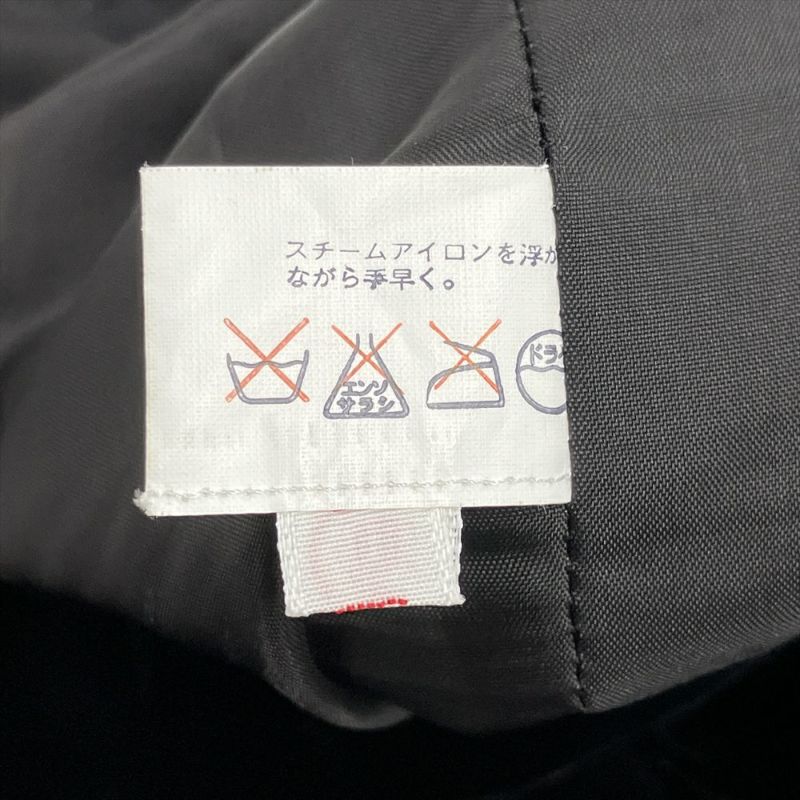 スチームアイロンを浮か
ながら手早く。
エンソ
サラシ
ドラ